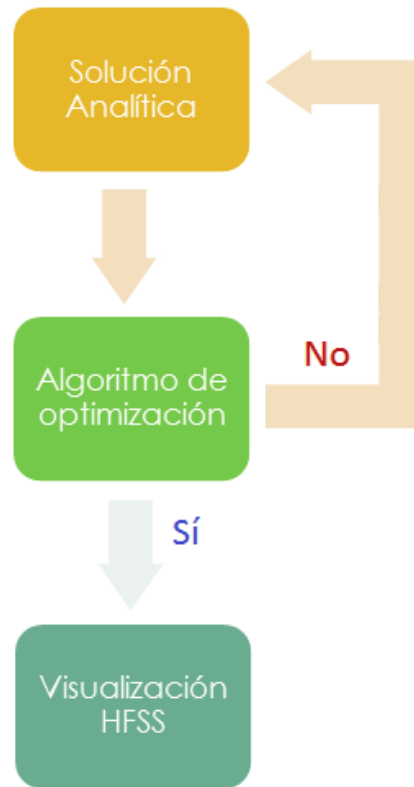 Solución
Analítica
No
Algoritmo de
optimización
Sí
Visualización
HFSS